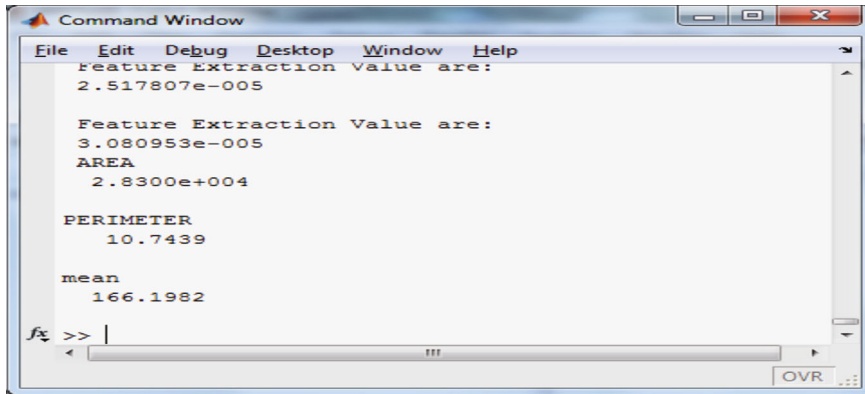 Command Window
File Edit Debug Desktop Window Help
Feature Extraction Value are:
2.517807e-005
Feature Extraction Value are:
3.080953e-005
AREA
2.8300e+004
PERIMETER
10.7439
mean
166.1982
fx >>
OVR